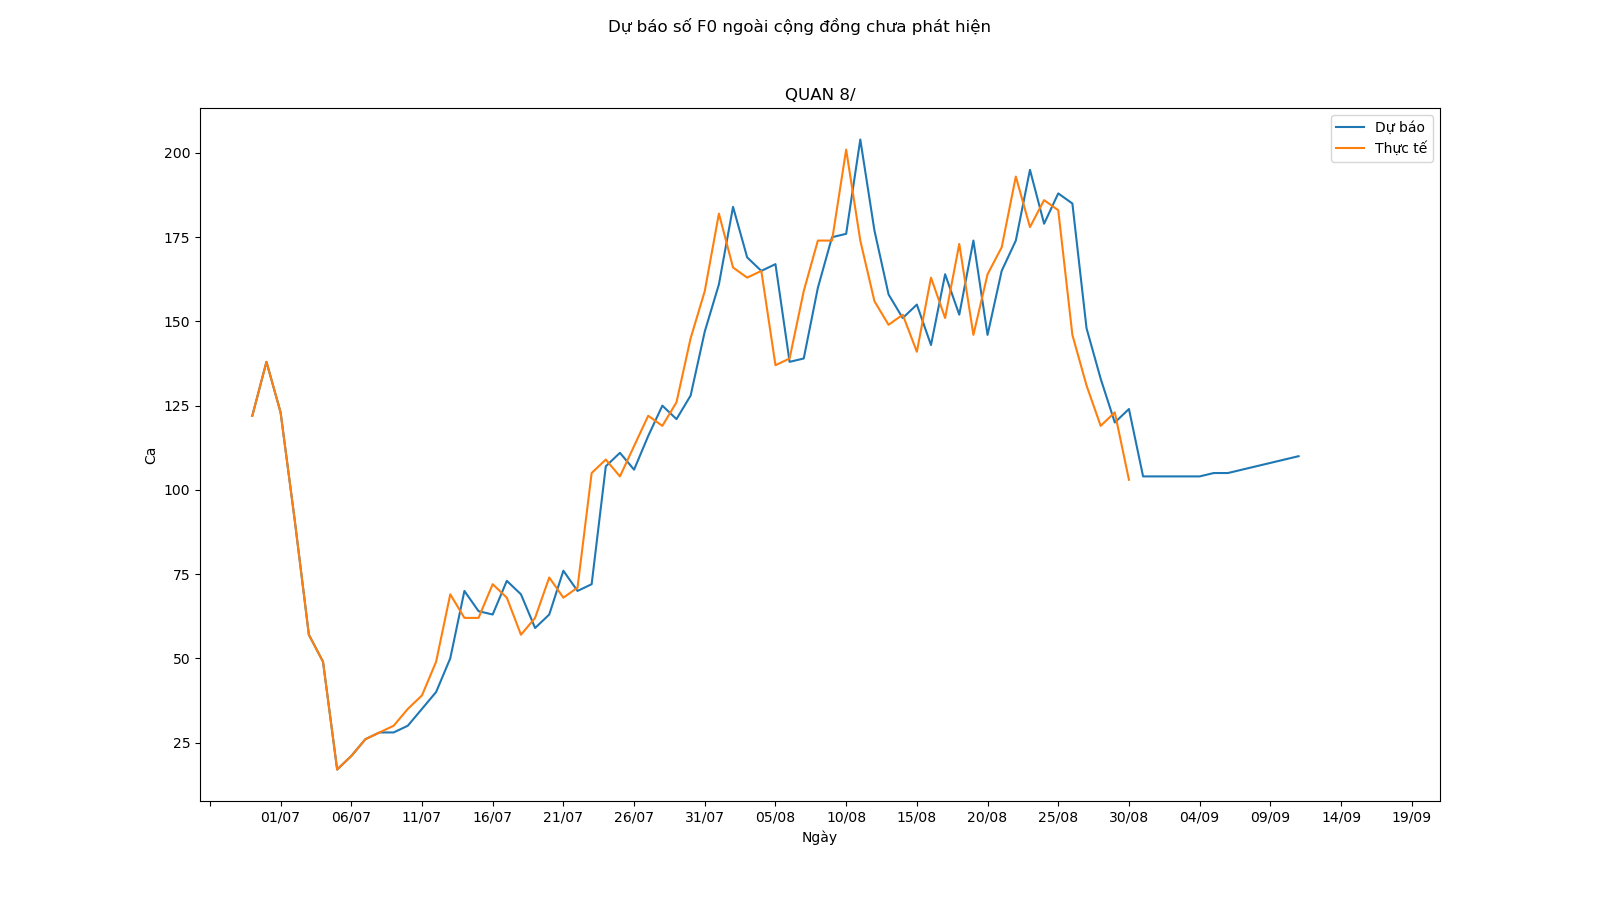 Dự báo số F0 ngoài cộng đồng chưa phát hiện
QUAN 8/
Dự báo
Thực tế
200
175
150
125
100
75
50
25
Ca
01/07 06/07 11/07 16/07 21/07 26/07 31/07 05/08 10/08 15/08 20/08 25/08 30/08 04/09 09/09 14/09 19/09
Ngày